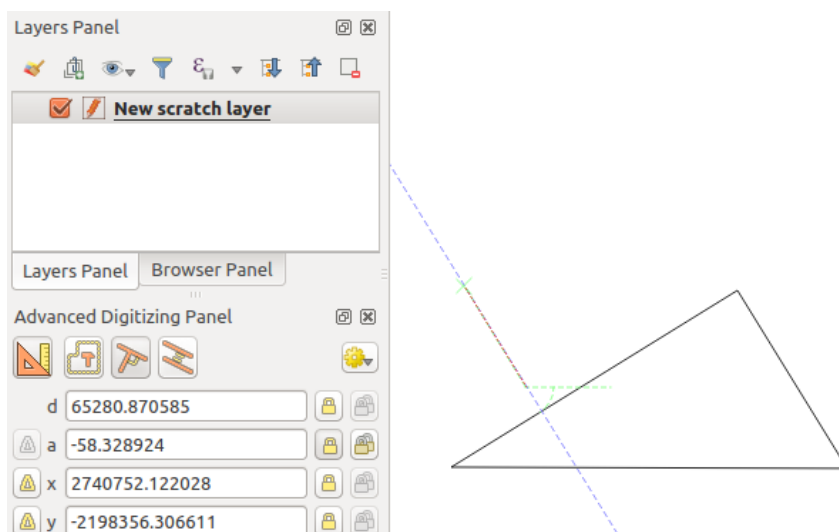 Layers Panel
New scratch layer
Layers Panel Browser Panel
Advanced Digitizing Panel
d 65280.870585
a -58.328924
x 2740752.122028
y -2198356.306611